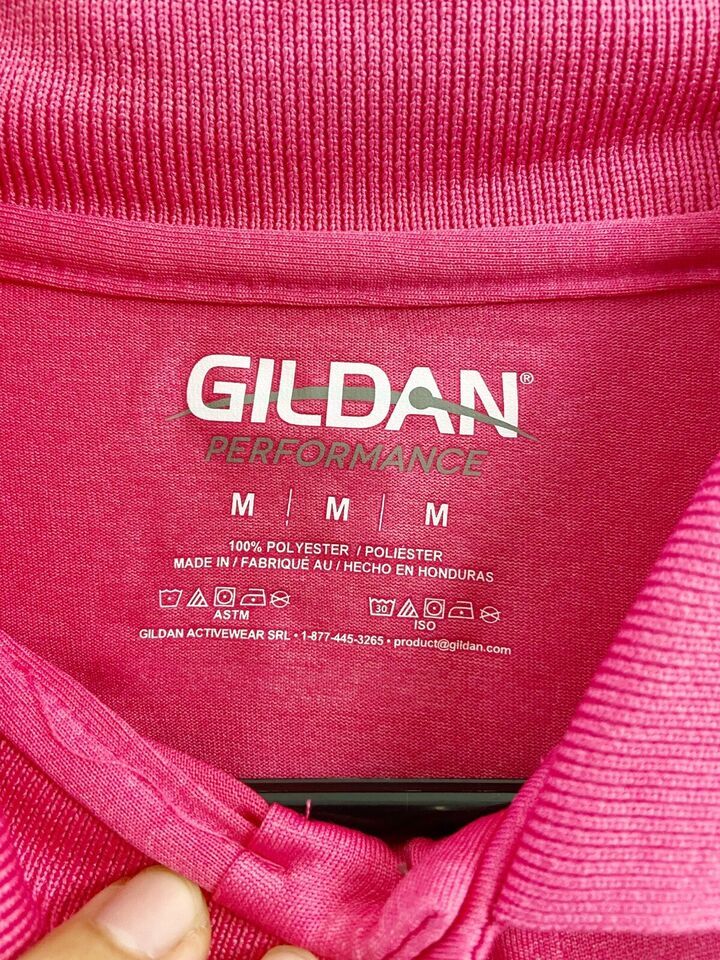 GILDAN®
PERFORMANCE
M | M | M
100% POLYESTER / POLIÉSTER
MADE IN / FABRIQUÉ AU / HECHO EN HONDURAS
30
ASTM ISO
GILDAN ACTIVEWEAR SRL • 1-877-445-3265 • product@gildan.com